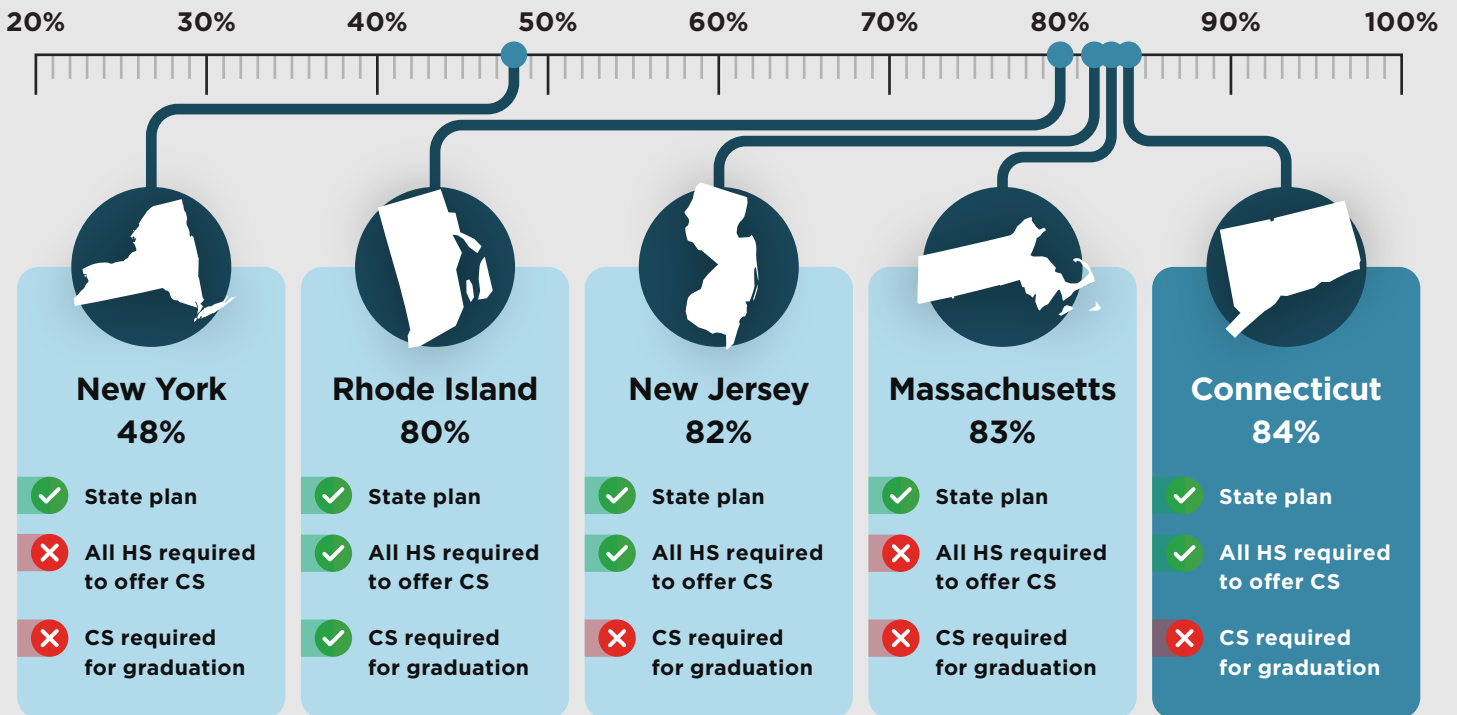 20% 30% 40% 50% 60% 70% 80% 90% 100%
New York
48%
State plan
All HS required
to offer CS
CS required
for graduation
Rhode Island
80%
State plan
All HS required
to offer CS
CS required
for graduation
New Jersey
82%
State plan
All HS required
to offer CS
CS required
for graduation
Massachusetts
83%
State plan
All HS required
to offer CS
CS required
for graduation
Connecticut
84%
State plan
All HS required
to offer CS
CS required
for graduation